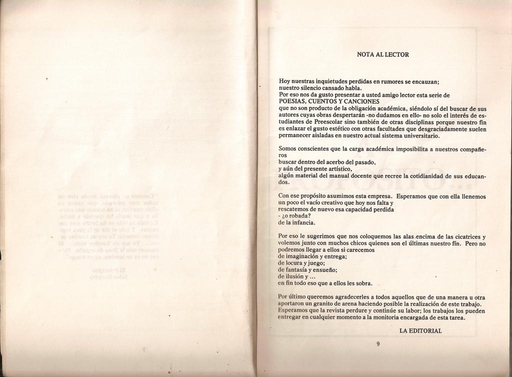 NOTA AL LECTOR
Hoy nuestras inquietudes perdidas en rumores se encauzan;
nuestro silencio cansado habla.
Por eso nos da gusto presentar a usted amigo lector esta serie de
POESIAS, CUENTOS Y CANCIONES
que no son producto de la obligación académica, siéndolo sí del buscar de sus
autores cuyas obras despertarán -no dudamos en ello- no solo el interés de es-
tudiantes de Preescolar sino también de otras disciplinas porque nuestro fin
es enlazar el gusto estético con otras facultades que desgraciadamente suelen
permanecer aisladas en nuestro actual sistema universitario.
Somos conscientes que la carga académica imposibilita a nuestros compañe-
ros
buscar dentro del acerbo del pasado,
y aún del presente artístico,
algún material del manual docente que recree la cotidianidad de sus educan-
dos.
Con ese propósito asumimos esta empresa. Esperamos que con ella llenemos
un poco el vacío creativo que hoy nos falta y
rescatemos de nuevo esa capacidad perdida
- ¿o robada?
de la infancia.
Por eso le sugerimos que nos coloquemos las alas encima de las cicatrices y
volemos junto con muchos chicos quienes son el últimas nuestro fin. Pero no
podremos llegar a ellos si carecemos
de imaginación y entrega;
de locura y juego;
de fantasía y ensueño;
de ilusión y ...
en fin todo eso que a ellos les sobra.
Por último queremos agradecerles a todos aquellos que de una manera u otra
aportaron un granito de arena haciendo posible la realización de este trabajo.
Esperamos que la revista perdure y continúe su labor; los trabajos los pueden
entregar en cualquier momento a la monitoria encargada de esta tarea.
LA EDITORIAL
9